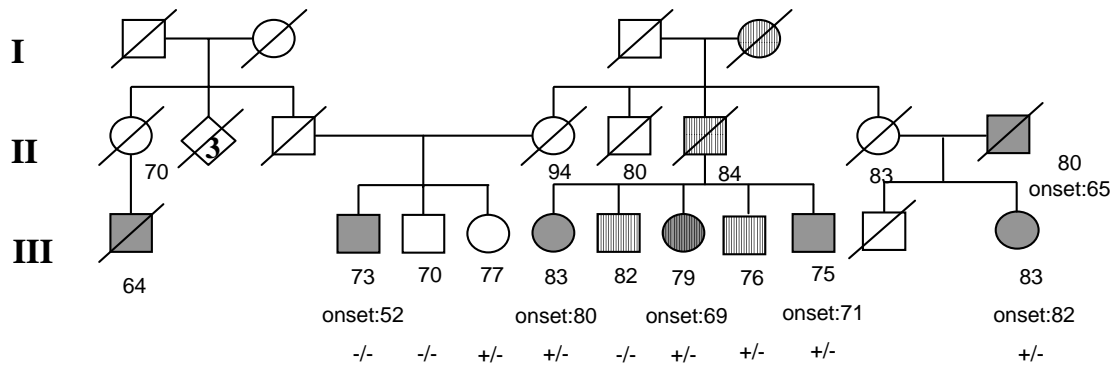 I
II
3
70
94
80
84
83
80
onset:65
III
64
73
70
77
83
82
79
76
75
83
onset:52
onset:80
onset:69
onset:71
onset:82
-/-
-/-
+/-
+/-
-/-
+/-
+/-
+/-
+/-